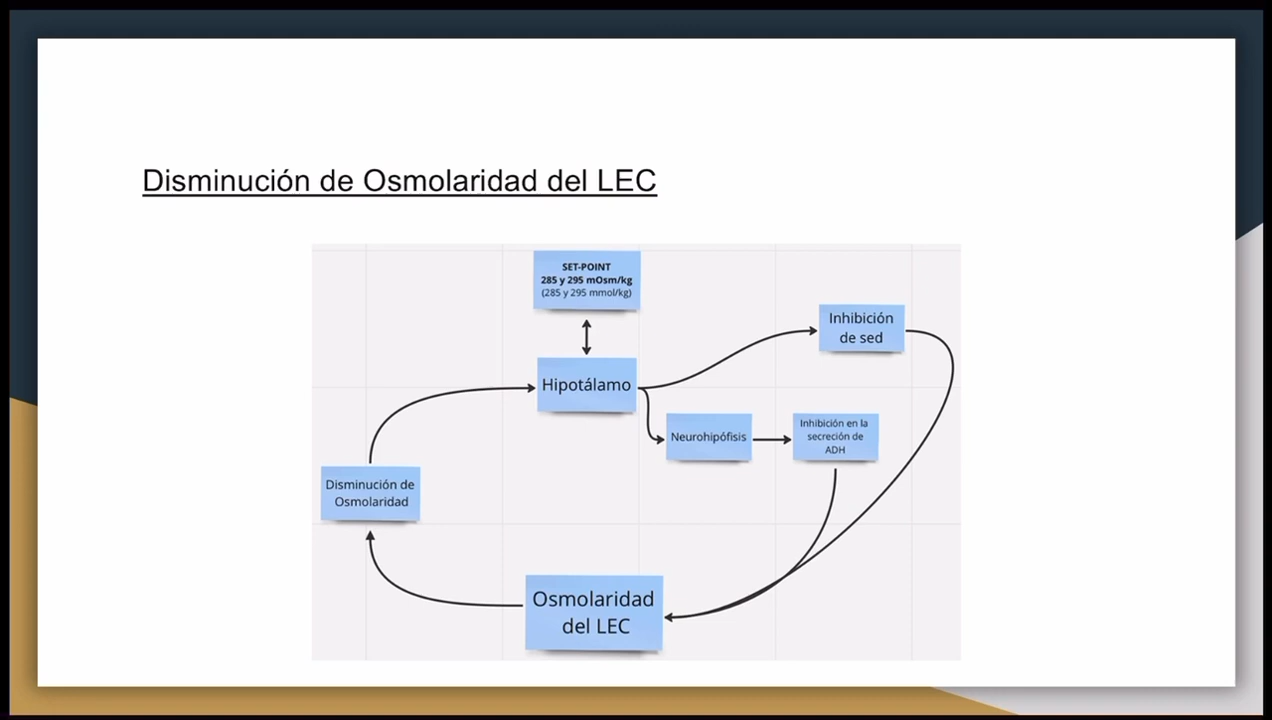 Disminución de Osmolaridad del LEC
SET-POINT
285 y 295 mOsm/kg
(285 y 295 mmol/kg)
Inhibición
de sed
Hipotálamo
Neurohipófisis
Inhibición en la
secreción de
ADH
Disminución de
Osmolaridad
Osmolaridad
del LEC